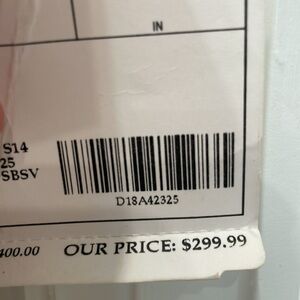 IN
S14
25
SBSV
D18A42325
400.00 OUR PRICE: $299.99